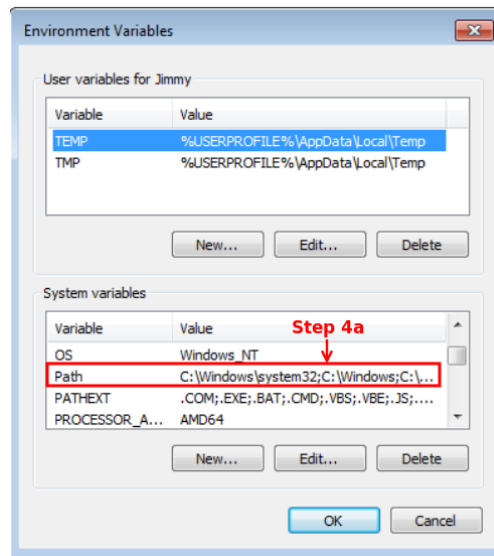 Environment Variables
User variables for Jimmy
Variable Value
TEMP %USERPROFILE%\AppData\Local\Temp
TMP %USERPROFILE%\AppData\Local\Temp
New... Edit... Delete
System variables
Step 4a
Variable Value
OS Windows_NT
Path C:\Windows\system32;C:\Windows;C:\...
PATHEXT .COM;.EXE;.BAT;.CMD;.VBS;.VBE;.JS;....
PROCESSOR_A... AMD64
New... Edit... Delete
OK Cancel